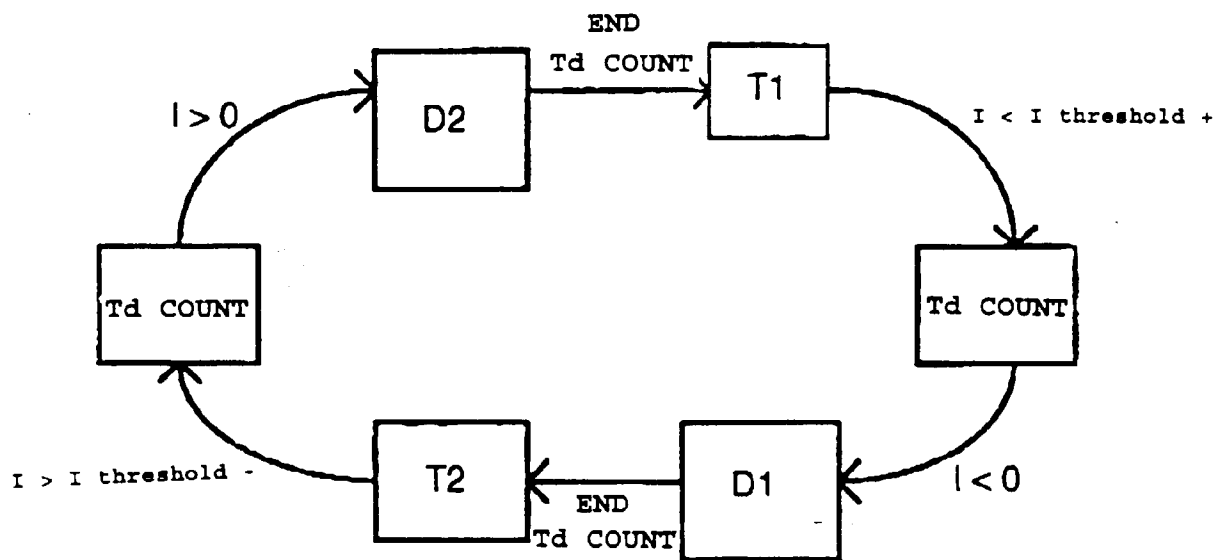 END
Td COUNT
T1
D2
I > 0
I < I threshold +
Td COUNT
Td COUNT
I > I threshold -
T2
D1
I < 0
END
Td COUNT